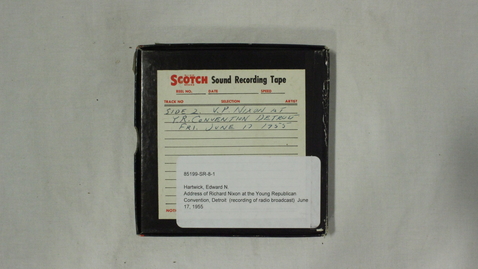 SCOTCH Sound Recording Tape
REEL NO. DATE SPEED
TRACK NO SELECTION ARTIST
SIDE 2. V.P NIXON AT
Y.R. CONVENTION DETROIT
FRI. JUNE 17 1955
85199-SR-8-1
Hartwick, Edward N.
Address of Richard Nixon at the Young Republican
Convention. Detroit (recording of radio broadcast) June
17, 1955